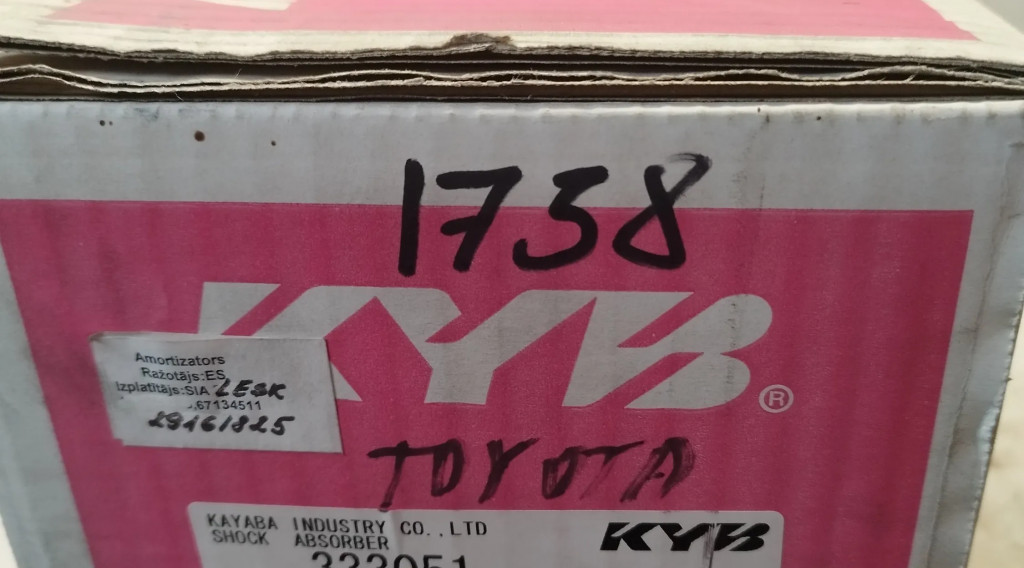 1738
KYB®
Amortizators
Ražotājs:ES
Izplatītājs:SIA LESK
67134511
29161825
TOYOTA
KAYABA INDUSTRY CO.,LTD
SHOCK ABSORBER
KYB